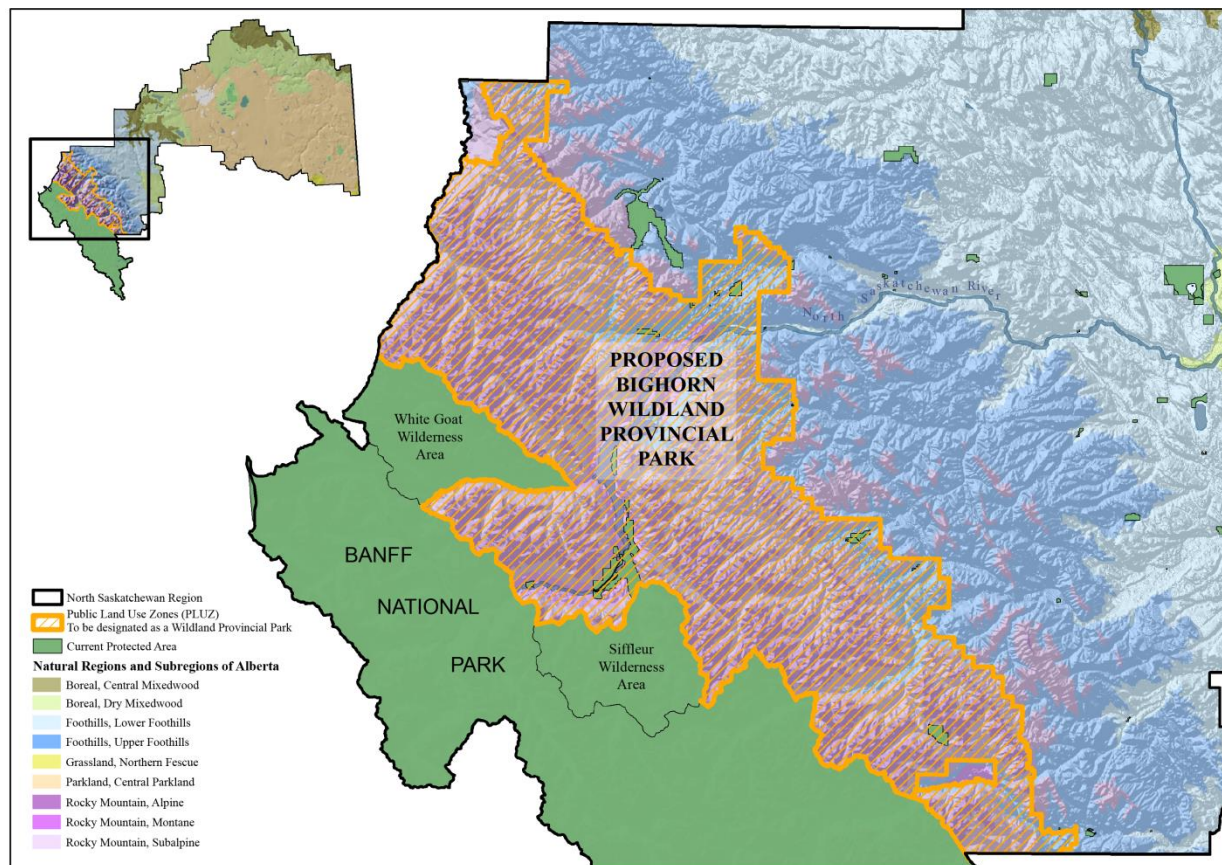 North Saskatchewan River
PROPOSED
BIGHORN
WILDLAND
PROVINCIAL
PARK
White Goat
Wilderness
Area
BANFF
NATIONAL
PARK
Siffleur
Wilderness
Area
North Saskatchewan Region
Public Land Use Zones (PLUZ)
To be designated as a Wildland Provincial Park
Current Protected Area
Natural Regions and Subregions of Alberta
Boreal, Central Mixedwood
Boreal, Dry Mixedwood
Foothills, Lower Foothills
Foothills, Upper Foothills
Grassland, Northern Fescue
Parkland, Central Parkland
Rocky Mountain, Alpine
Rocky Mountain, Montane
Rocky Mountain, Subalpine